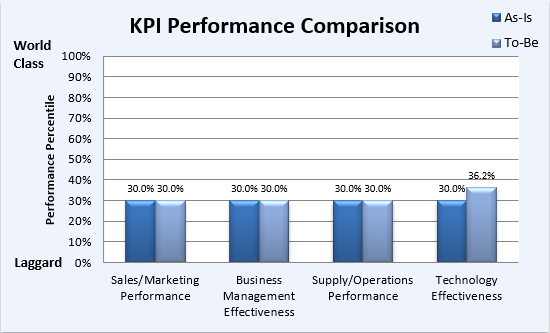 KPI Performance Comparison
As-Is
To-Be
World
Class
Performance Percentile
100%
90%
80%
70%
60%
50%
40%
30%
20%
10%
0%
Laggard
30.0% 30.0% 30.0% 30.0% 30.0% 30.0% 30.0% 36.2%
Sales/Marketing
Performance
Business
Management
Effectiveness
Supply/Operations
Performance
Technology
Effectiveness